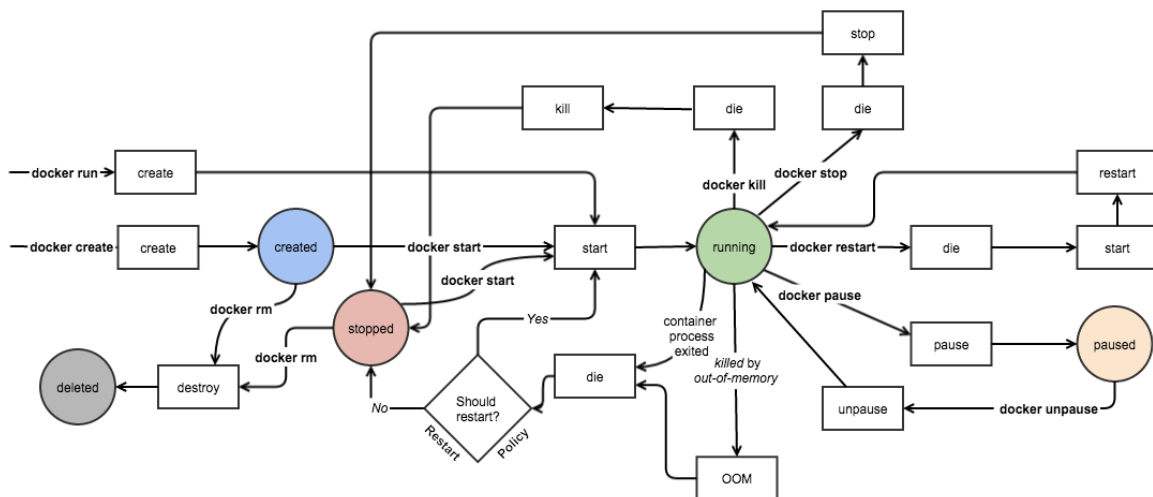 stop
kill
die
die
docker run
create
docker kill
docker stop
restart
docker create
create
created
docker start
start
running
docker restart
die
start
docker start
docker rm
docker pause
stopped
Yes
container
process
exited
docker rm
killed by
out-of-memory
pause
paused
deleted
destroy
die
Should
restart?
No
Restart
Policy
unpause
docker unpause
OOM